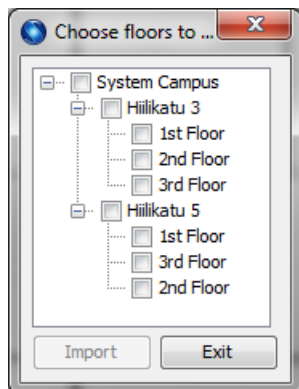 Choose floors to ...
System Campus
Hiilikatu 3
1st Floor
2nd Floor
3rd Floor
Hiilikatu 5
1st Floor
3rd Floor
2nd Floor
Import Exit